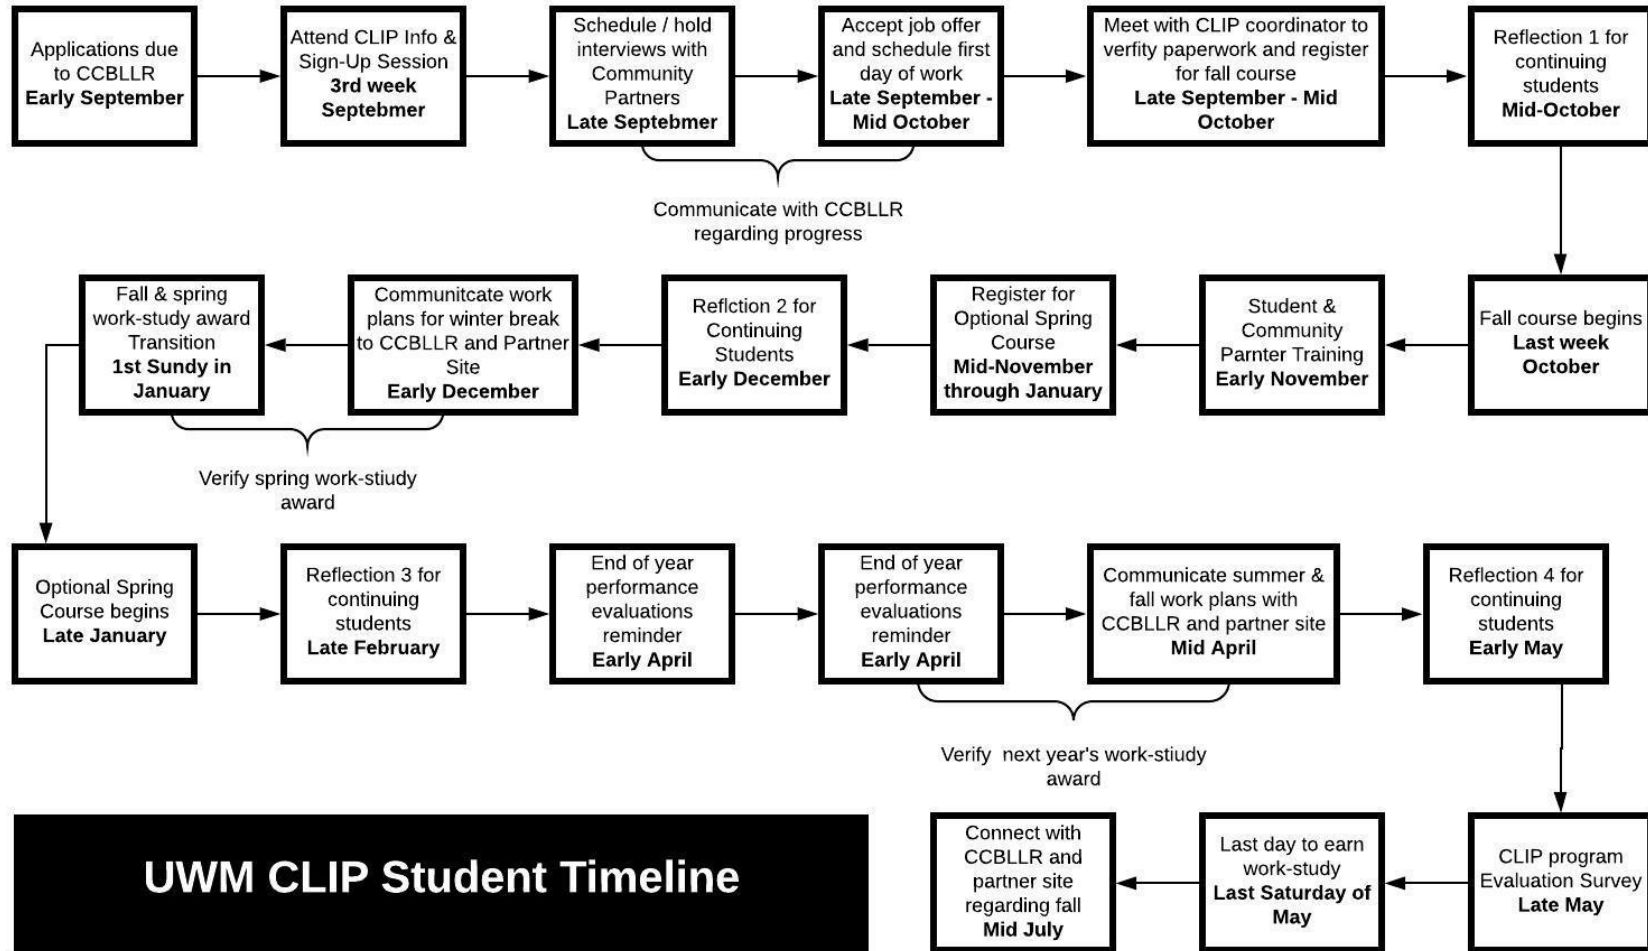 Applications due
to CCBLLR
Early September
Attend CLIP Info &
Sign-Up Session
3rd week
Septebmer
Schedule / hold
interviews with
Community
Partners
Late Septebmer
Accept job offer
and schedule first
day of work
Late September -
Mid October
Meet with CLIP coordinator to
verfity paperwork and register
for fall course
Late September - Mid
October
Reflection 1 for
continuing
students
Mid-October
Communicate with CCBLLR
regarding progress
Fall course begins
Last week
October
Student &
Community
Parnter Training
Early November
Register for
Optional Spring
Course
Mid-November
through January
Reflction 2 for
Continuing
Students
Early December
Communitcate work
plans for winter break
to CCBLLR and Partner
Site
Early December
Fall & spring
work-study award
Transition
1st Sundy in
January
Verify spring work-stiudy
award
Optional Spring
Course begins
Late January
Reflection 3 for
continuing
students
Late February
End of year
performance
evaluations
reminder
Early April
End of year
performance
evaluations
reminder
Early April
Communicate summer &
fall work plans with
CCBLLR and partner site
Mid April
Reflection 4 for
continuing
students
Early May
Verify  next year's work-stiudy
award
CLIP program
Evaluation Survey
Late May
Last day to earn
work-study
Last Saturday of
May
Connect with
CCBLLR and
partner site
regarding fall
Mid July
UWM CLIP Student Timeline